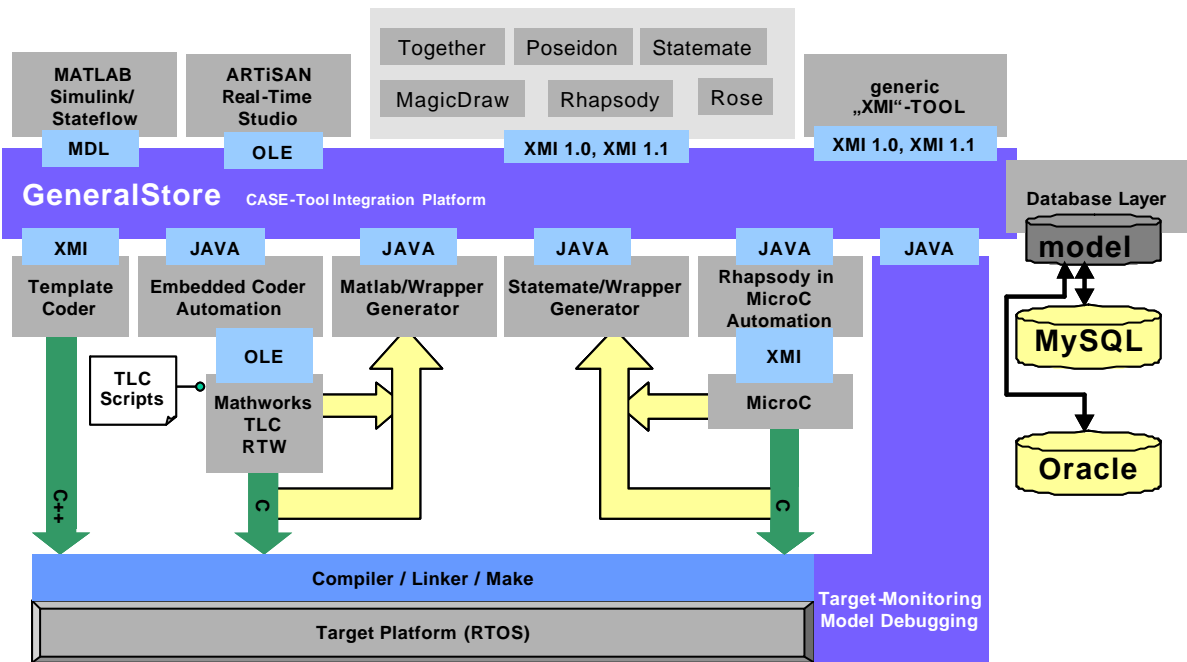 Together
Poseidon
Statemate
MagicDraw
Rhapsody
Rose
MATLAB
Simulink/
Stateflow
ARTiSAN
Real-Time
Studio
generic
„XMI“-TOOL
MDL
OLE
XMI 1.0, XMI 1.1
XMI 1.0, XMI 1.1
GeneralStore CASE-Tool Integration Platform
Database Layer
model
MySQL
Oracle
XMI
JAVA
JAVA
JAVA
JAVA
JAVA
Template
Coder
Embedded Coder
Automation
Matlab/Wrapper
Generator
Statemate/Wrapper
Generator
Rhapsody in
MicroC
Automation
OLE
XMI
TLC
Scripts
Mathworks
TLC
RTW
MicroC
C++
C
C
Compiler / Linker / Make
Target Platform (RTOS)
Target-Monitoring
Model Debugging